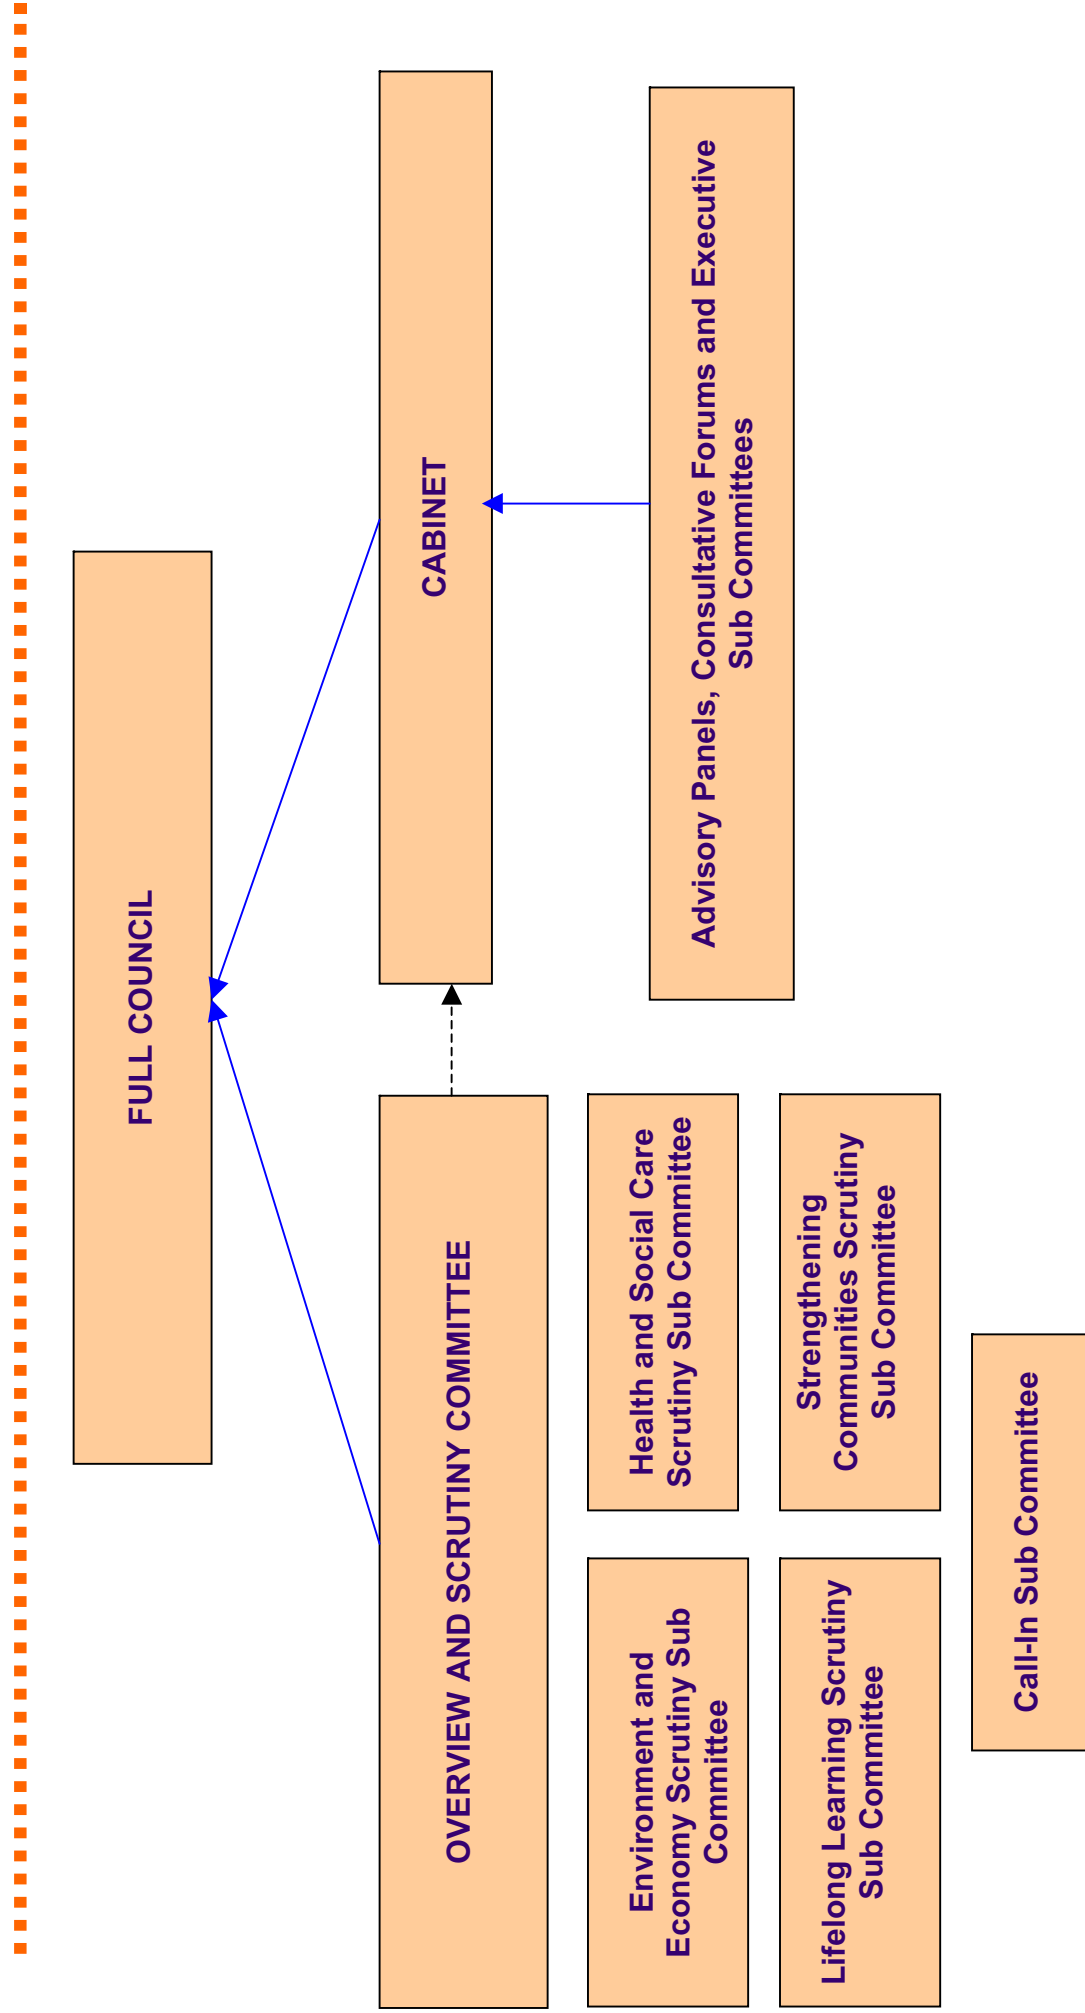 FULL COUNCIL
OVERVIEW AND SCRUTINY COMMITTEE
CABINET
Environment and
Economy Scrutiny Sub
Committee
Health and Social Care
Scrutiny Sub Committee
Advisory Panels, Consultative Forums and Executive
Sub Committees
Lifelong Learning Scrutiny
Sub Committee
Strengthening
Communities Scrutiny
Sub Committee
Call-In Sub Committee